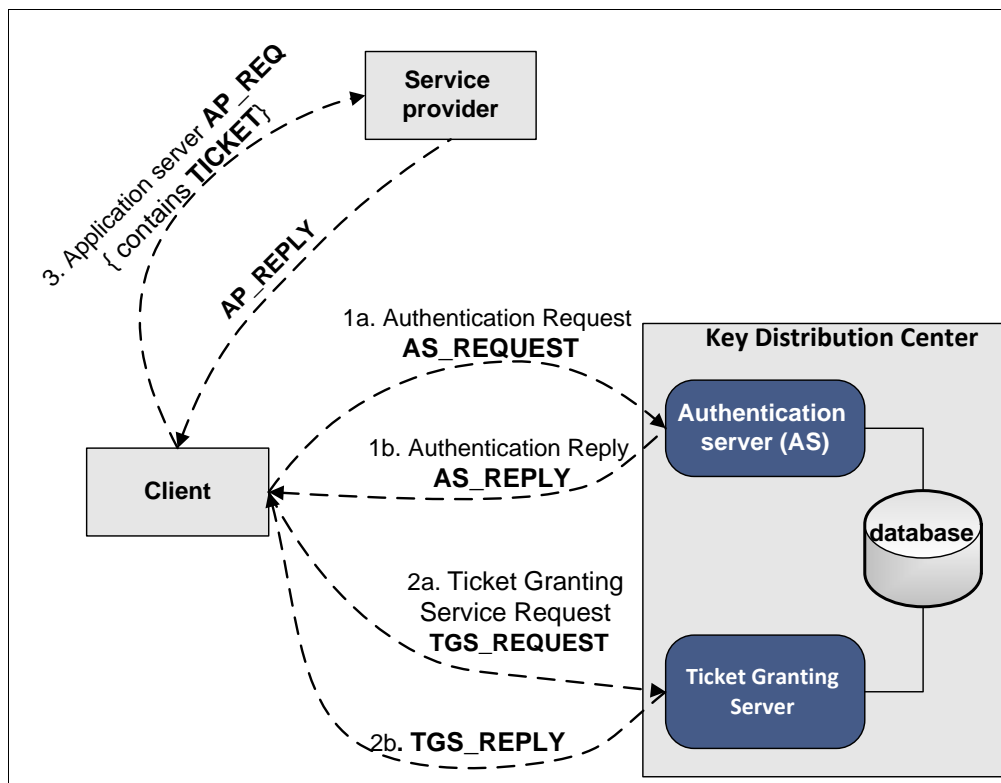 Service
provider
3. Application server AP_REQ
{ contains TICKET}
AP_REPLY
1a. Authentication Request
AS_REQUEST
Key Distribution Center
Authentication
server (AS)
1b. Authentication Reply
AS_REPLY
Client
database
2a. Ticket Granting
Service Request
TGS_REQUEST
Ticket Granting
Server
2b. TGS_REPLY